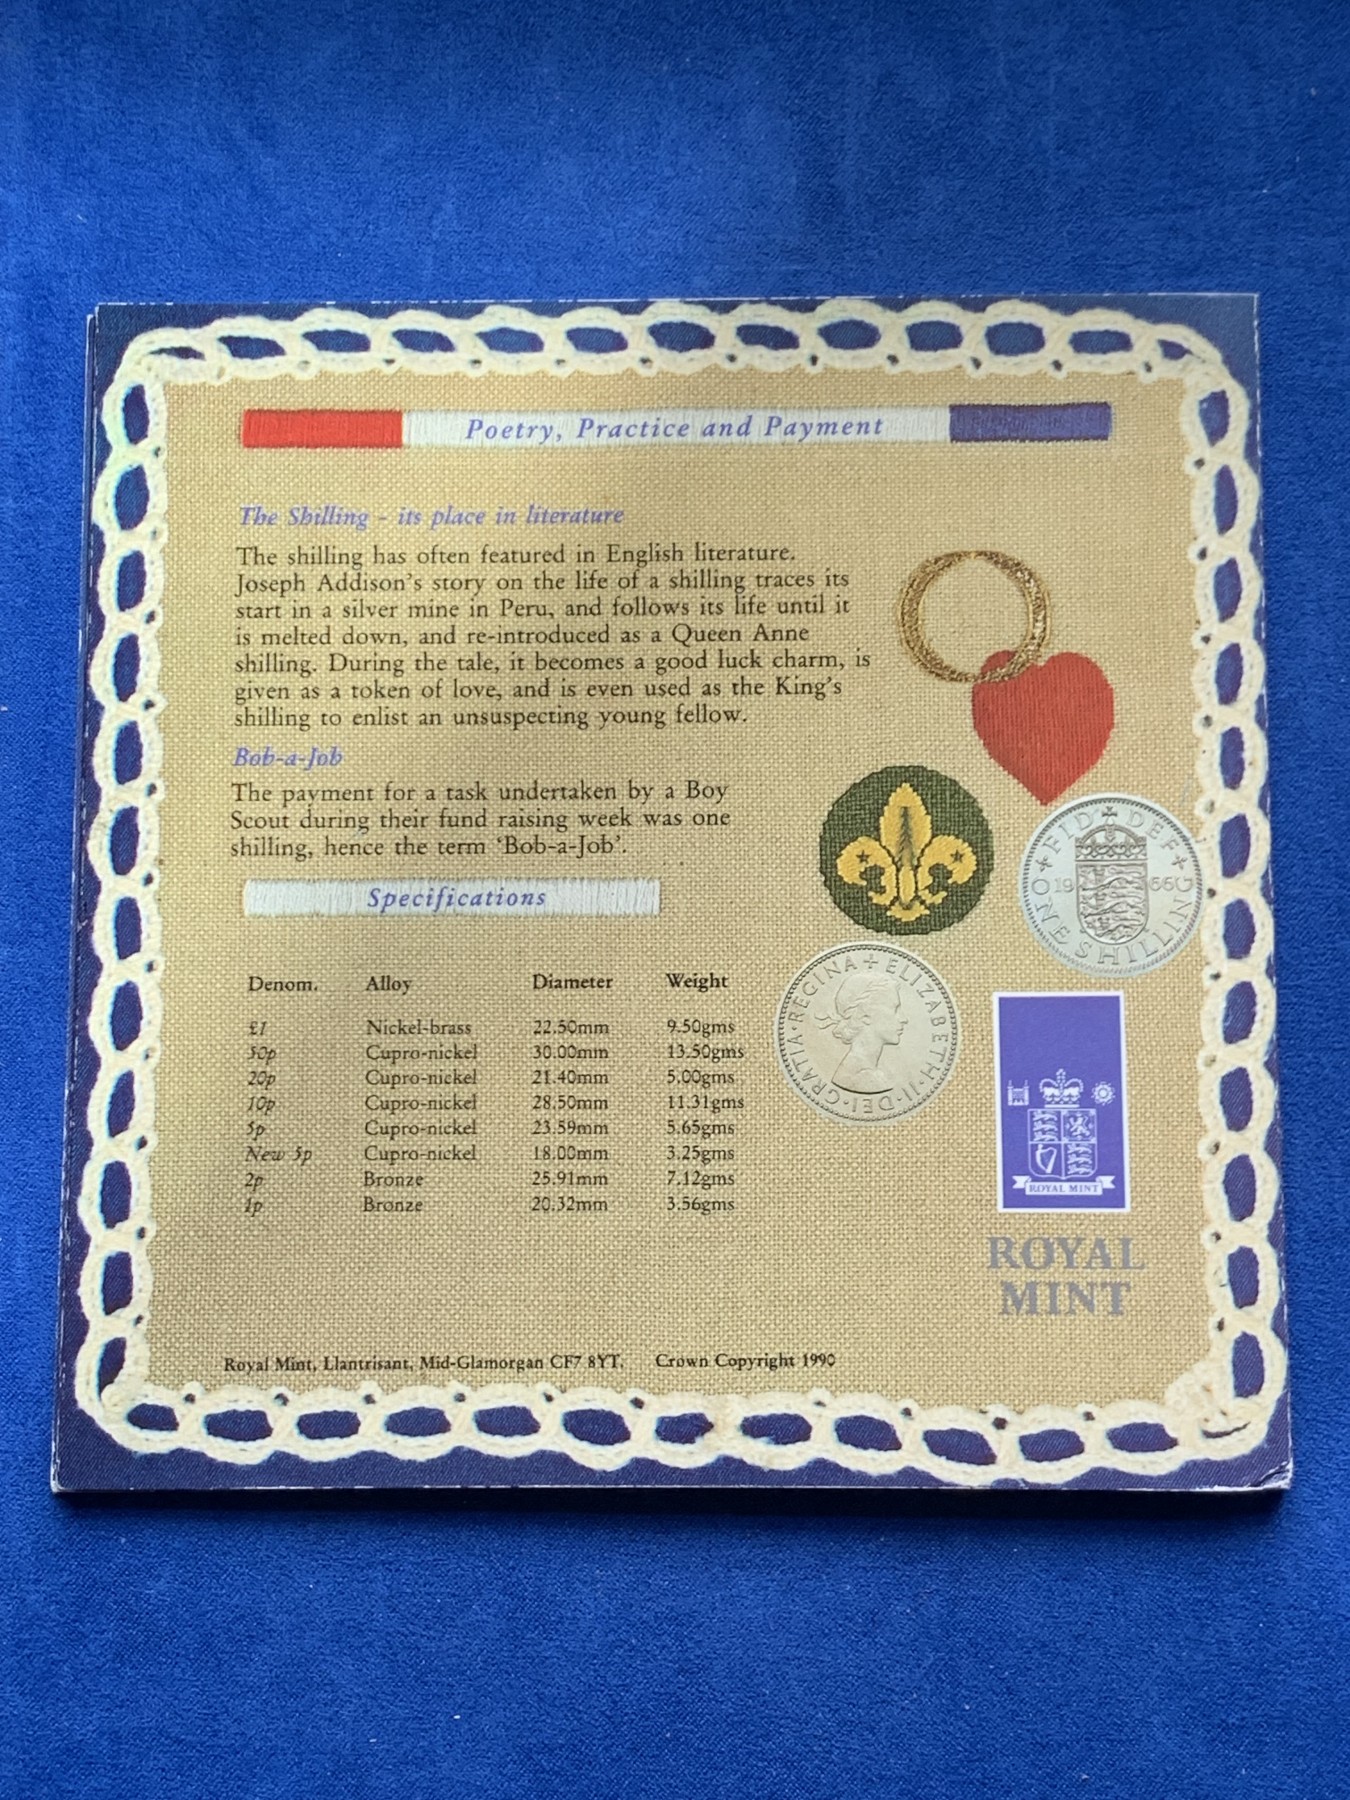 Poetry, Practice and Payment
The Shilling - its place in literature
The shilling has often featured in English literature.
Joseph Addison's story on the life of a shilling traces its
start in a silver mine in Peru, and follows its life until it
is melted down, and re-introduced as a Queen Anne
shilling. During the tale, it becomes a good luck charm, is
given as a token of love, and is even used as the King's
shilling to enlist an unsuspecting young fellow.
Bob-a-Job
The payment for a task undertaken by a Boy
Scout during their fund raising week was one
shilling, hence the term 'Bob-a-Job'.
FID DEF
1966
ONE SHILLING
Specifications
Denom. Alloy Diameter Weight
£1 Nickel-brass 22.50mm 9.50gms
50p Cupro-nickel 30.00mm 13.50gms
20p Cupro-nickel 21.40mm 5.00gms
10p Cupro-nickel 28.50mm 11.31gms
5p Cupro-nickel 23.59mm 5.65gms
New 5p Cupro-nickel 18.00mm 3.25gms
2p Bronze 25.91mm 7.12gms
1p Bronze 20.32mm 3.56gms
ELIZABETH·II·DEI·GRATIA·REGINA
ROYAL MINT
ROYAL
MINT
Royal Mint, Llantrisant, Mid-Glamorgan CF7 8YT. Crown Copyright 1990